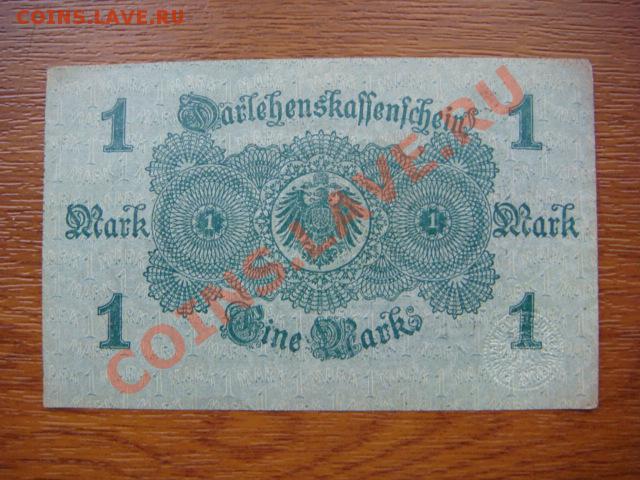 COINS.LAVE.RU
1 Darlehenskassenschein 1
Mark 1 1 Mark
1 Eine Mark 1
COINS.LAVE.RU